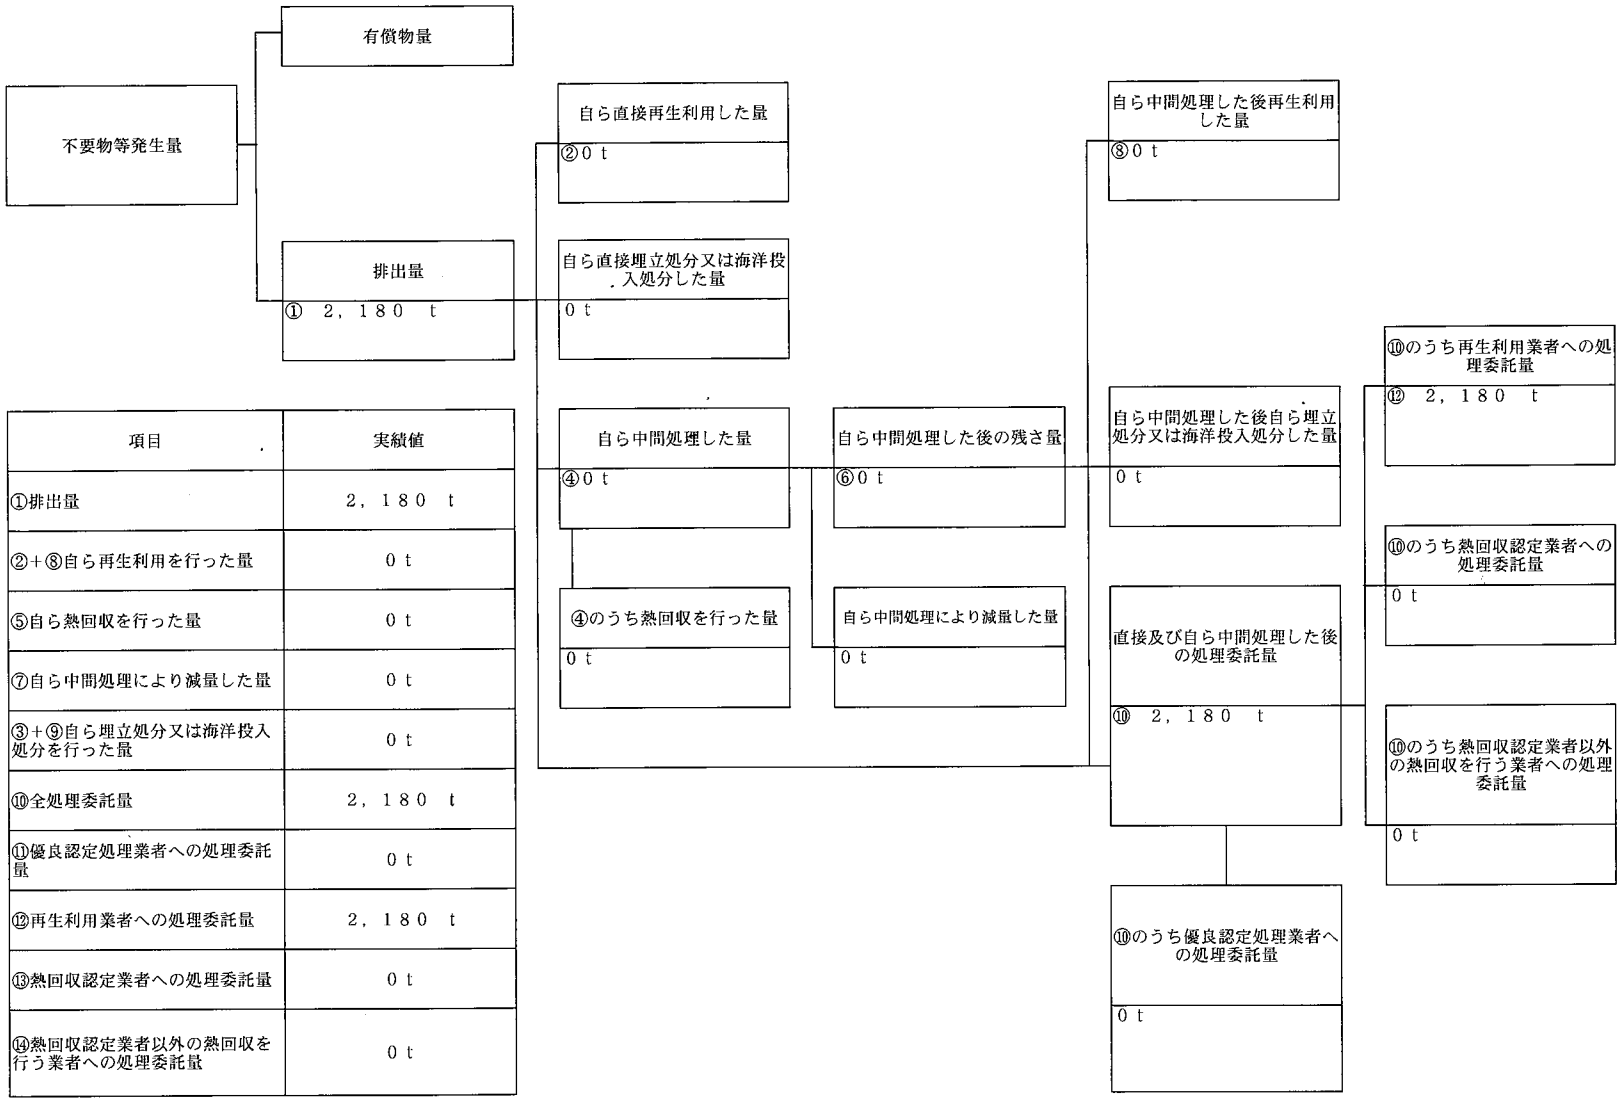 有償物量
不要物等発生量
排出量
① 2,180 t
自ら直接再生利用した量
②0 t
自ら直接埋立処分又は海洋投
入処分した量
0 t
自ら中間処理した量
④0 t
④のうち熱回収を行った量
0 t
自ら中間処理した後の残さ量
⑥0 t
自ら中間処理により減量した量
0 t
自ら中間処理した後再生利用
した量
⑧0 t
自ら中間処理した後自ら埋立
処分又は海洋投入処分した量
0 t
直接及び自ら中間処理した後
の処理委託量
⑩ 2,180 t
⑩のうち優良認定処理業者へ
の処理委託量
0 t
⑩のうち再生利用業者への処
理委託量
⑫ 2,180 t
⑩のうち熱回収認定業者への
処理委託量
0 t
⑩のうち熱回収認定業者以外
の熱回収を行う業者への処理
委託量
0 t
項目 実績値
①排出量 2,180 t
②+⑧自ら再生利用を行った量 0 t
⑤自ら熱回収を行った量 0 t
⑦自ら中間処理により減量した量 0 t
③+⑨自ら埋立処分又は海洋投入
処分を行った量 0 t
⑩全処理委託量 2,180 t
⑪優良認定処理業者への処理委託
量 0 t
⑫再生利用業者への処理委託量 2,180 t
⑬熱回収認定業者への処理委託量 0 t
⑭熱回収認定業者以外の熱回収を
行う業者への処理委託量 0 t